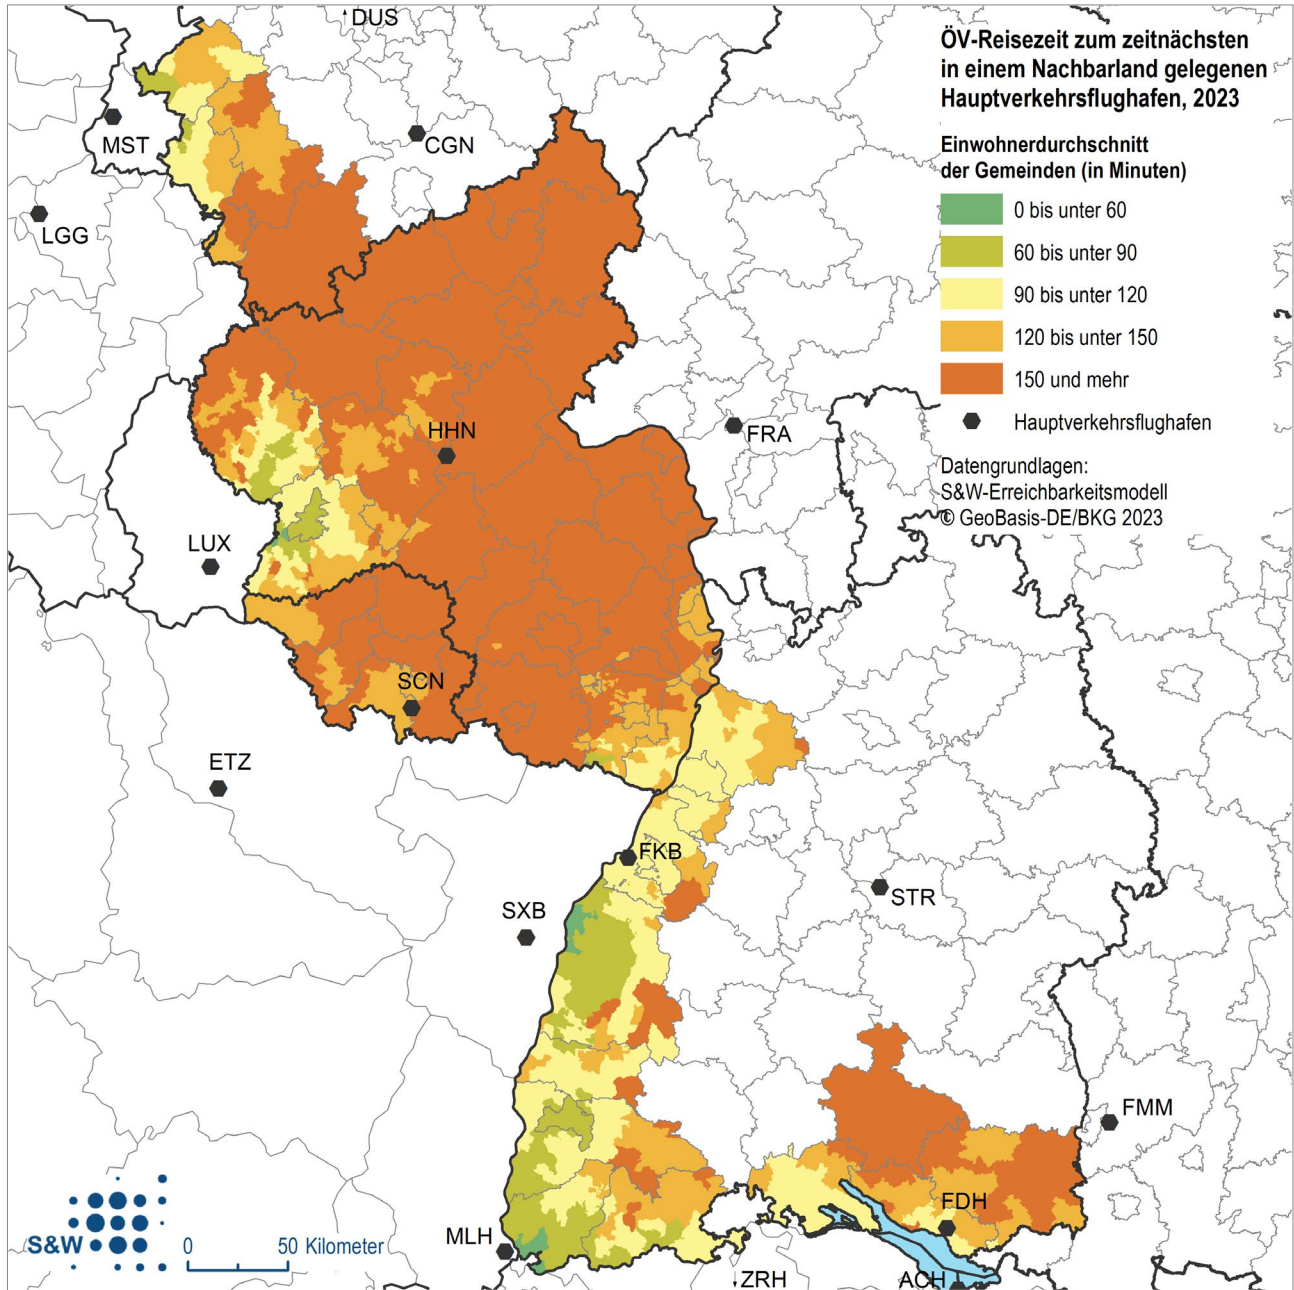 DUS
ÖV-Reisezeit zum zeitnächsten
in einem Nachbarland gelegenen
Hauptverkehrsflughafen, 2023
MST
CGN
Einwohnerdurchschnitt
der Gemeinden (in Minuten)
0 bis unter 60
LGG
60 bis unter 90
90 bis unter 120
120 bis unter 150
150 und mehr
Hauptverkehrsflughafen
HHN
FRA
Datengrundlagen:
S&W-Erreichbarkeitsmodell
© GeoBasis-DE/BKG 2023
LUX
SCN
ETZ
FKB
STR
SXB
FMM
FDH
MLH
S&W
0 50 Kilometer
ZRH
ACH